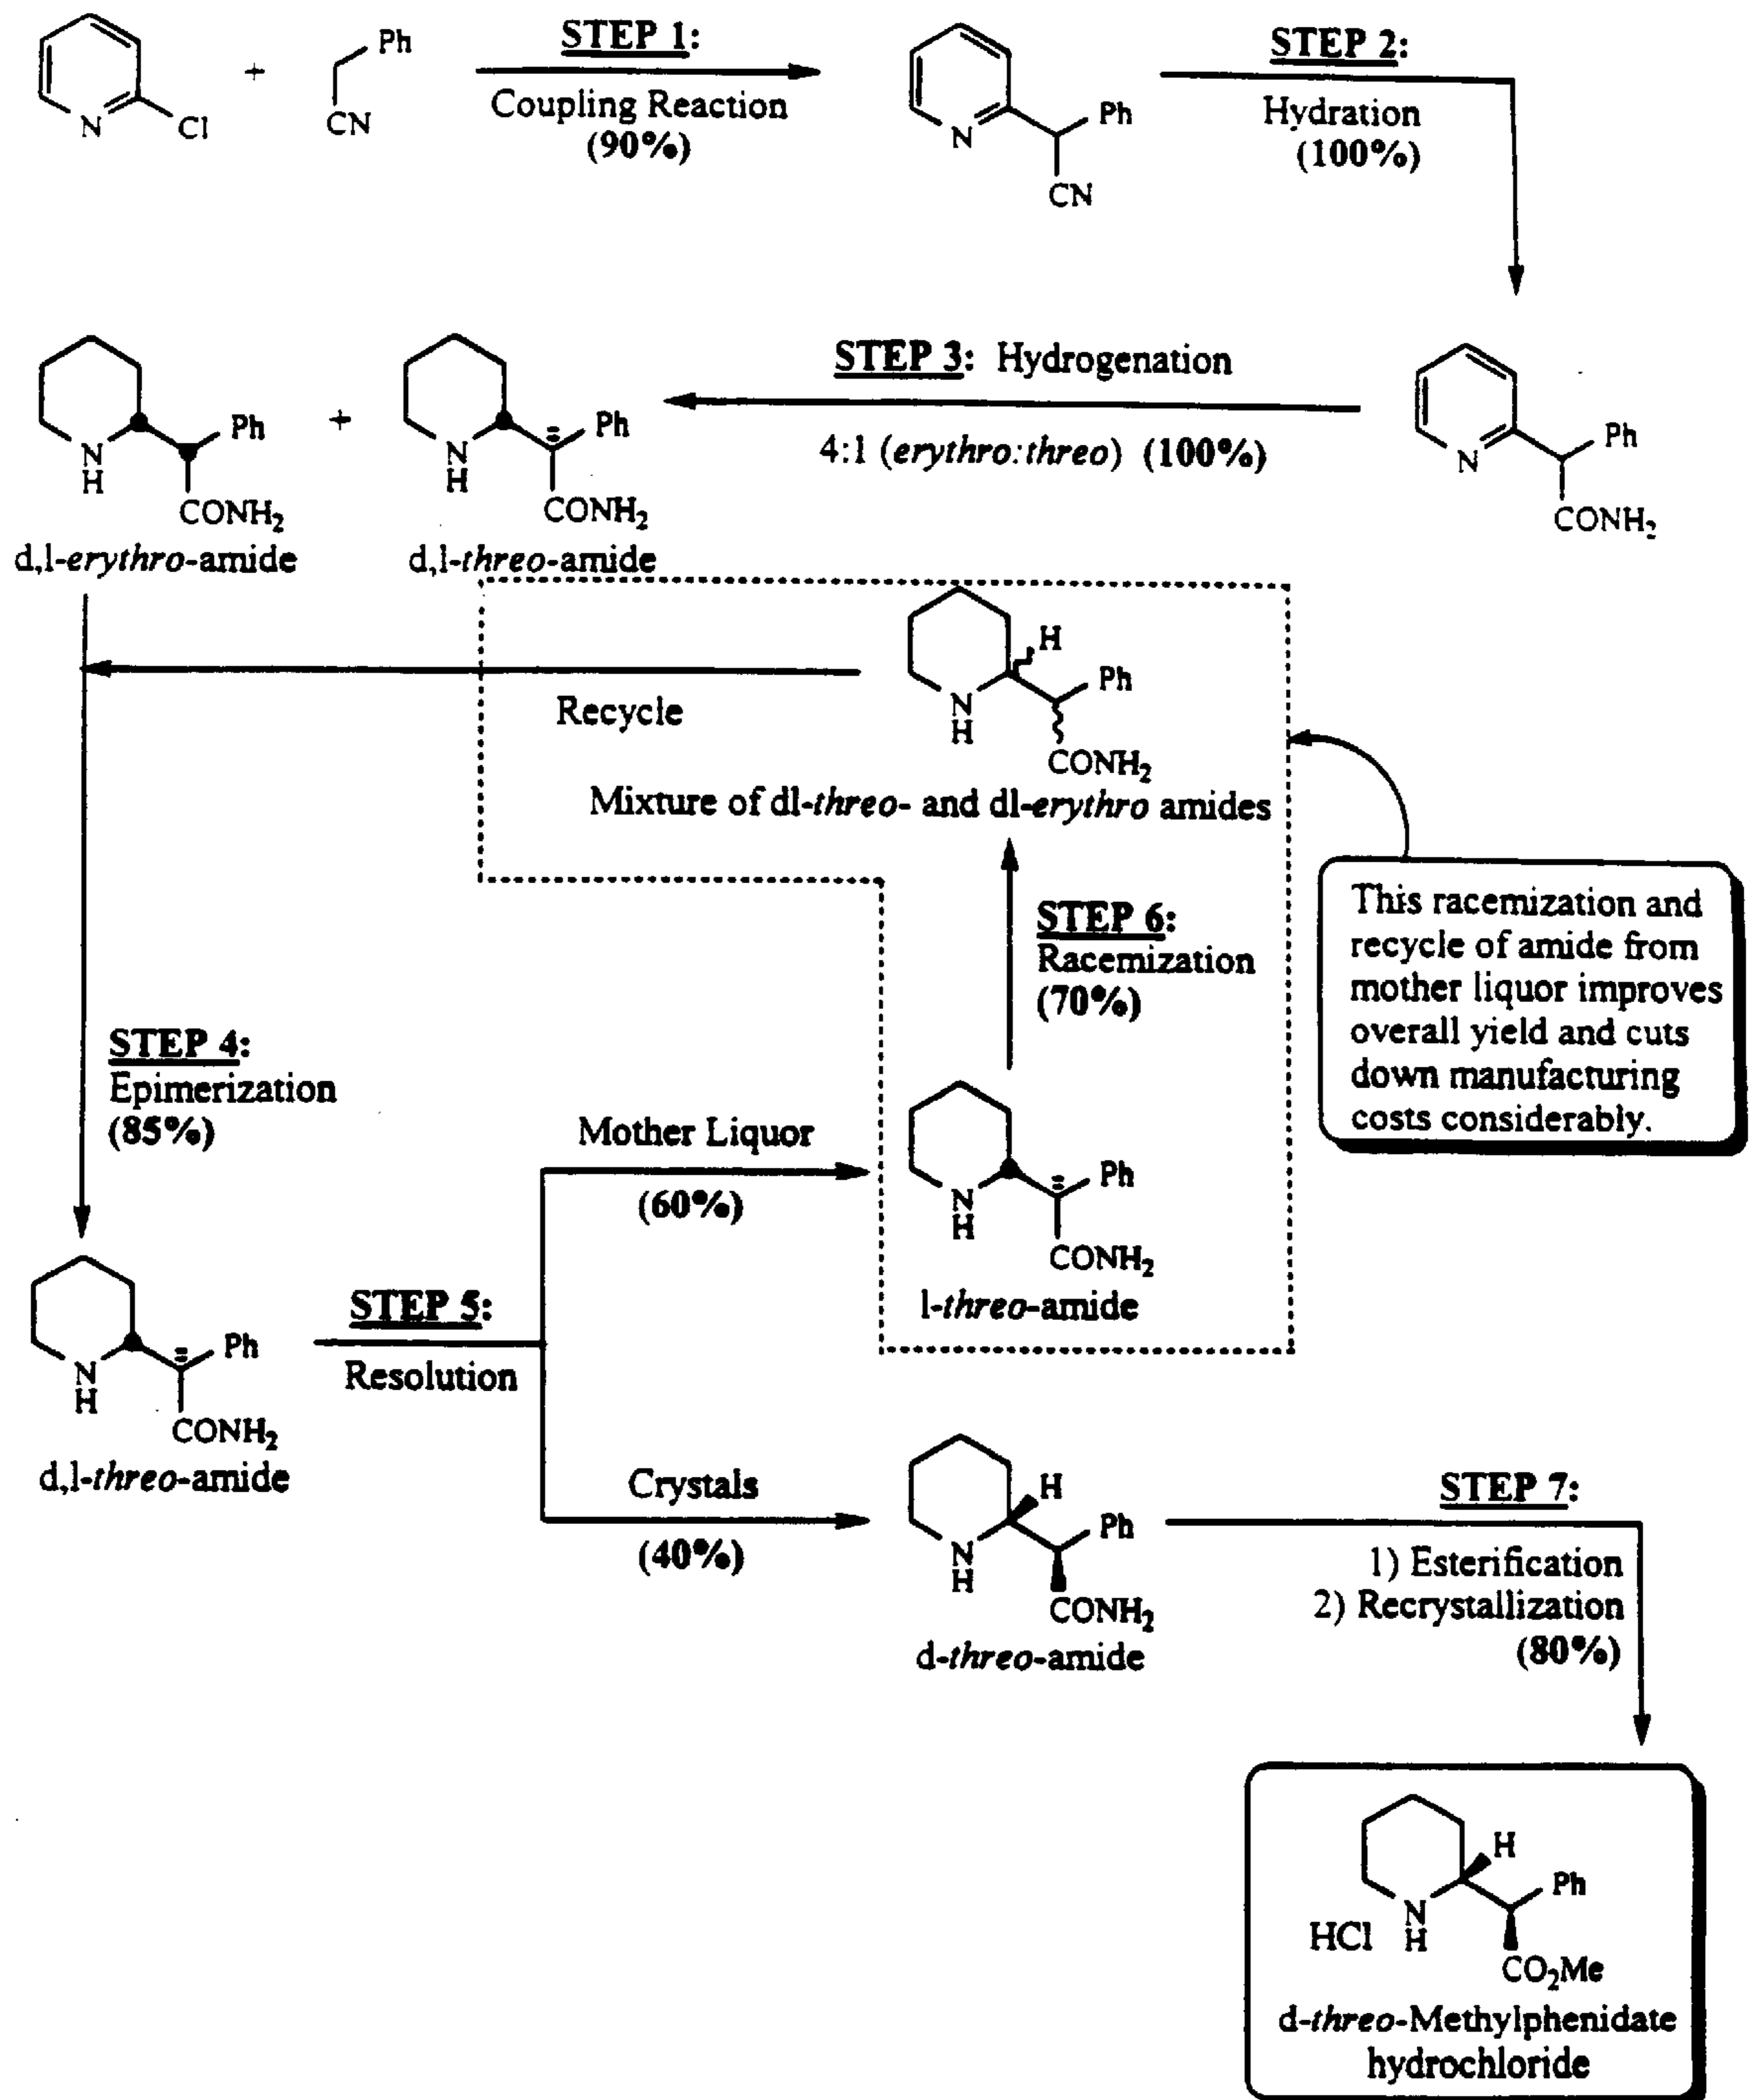 N
Cl
+
Ph
CN
STEP 1:
Coupling Reaction
(90%)
N
Ph
CN
STEP 2:
Hydration
(100%)
N
H
Ph
CONH₂
d,l-erythro-amide
+
N
H
Ph
CONH₂
d,l-threo-amide
STEP 3: Hydrogenation
4:1 (erythro:threo) (100%)
N
Ph
CONH₂
Recycle
H
Ph
N
H
CONH₂
Mixture of dl-threo- and dl-erythro amides
This racemization and
recycle of amide from
mother liquor improves
overall yield and cuts
down manufacturing
costs considerably.
STEP 6:
Racemization
(70%)
STEP 4:
Epimerization
(85%)
Mother Liquor
(60%)
N
H
Ph
CONH₂
l-threo-amide
N
H
Ph
CONH₂
d,l-threo-amide
STEP 5:
Resolution
Crystals
(40%)
H
Ph
N
H
CONH₂
d-threo-amide
STEP 7:
1) Esterification
2) Recrystallization
(80%)
H
Ph
HCl
N
H
CO₂Me
d-threo-Methylphenidate
hydrochloride